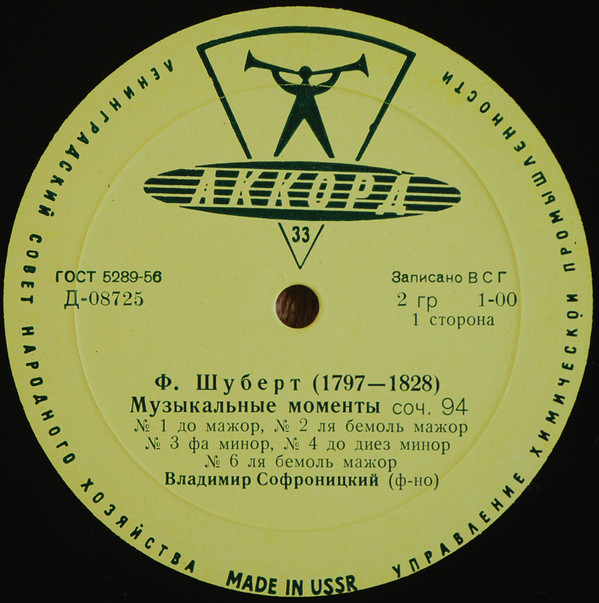 ЛЕНИНГРАДСКИЙ СОВЕТ НАРОДНОГО ХОЗЯЙСТВА
УПРАВЛЕНИЕ ХИМИЧЕСКОЙ ПРОМЫШЛЕННОСТИ
АККОРД
33
ГОСТ 5289-56
Д-08725
Записано ВСГ
2 гр 1-00
1 сторона
Ф. Шуберт (1797—1828)
Музыкальные моменты соч. 94
№ 1 до мажор, № 2 ля бемоль мажор
№ 3 фа минор, № 4 до диез минор
№ 6 ля бемоль мажор
Владимир Софроницкий (ф-но)
MADE IN USSR